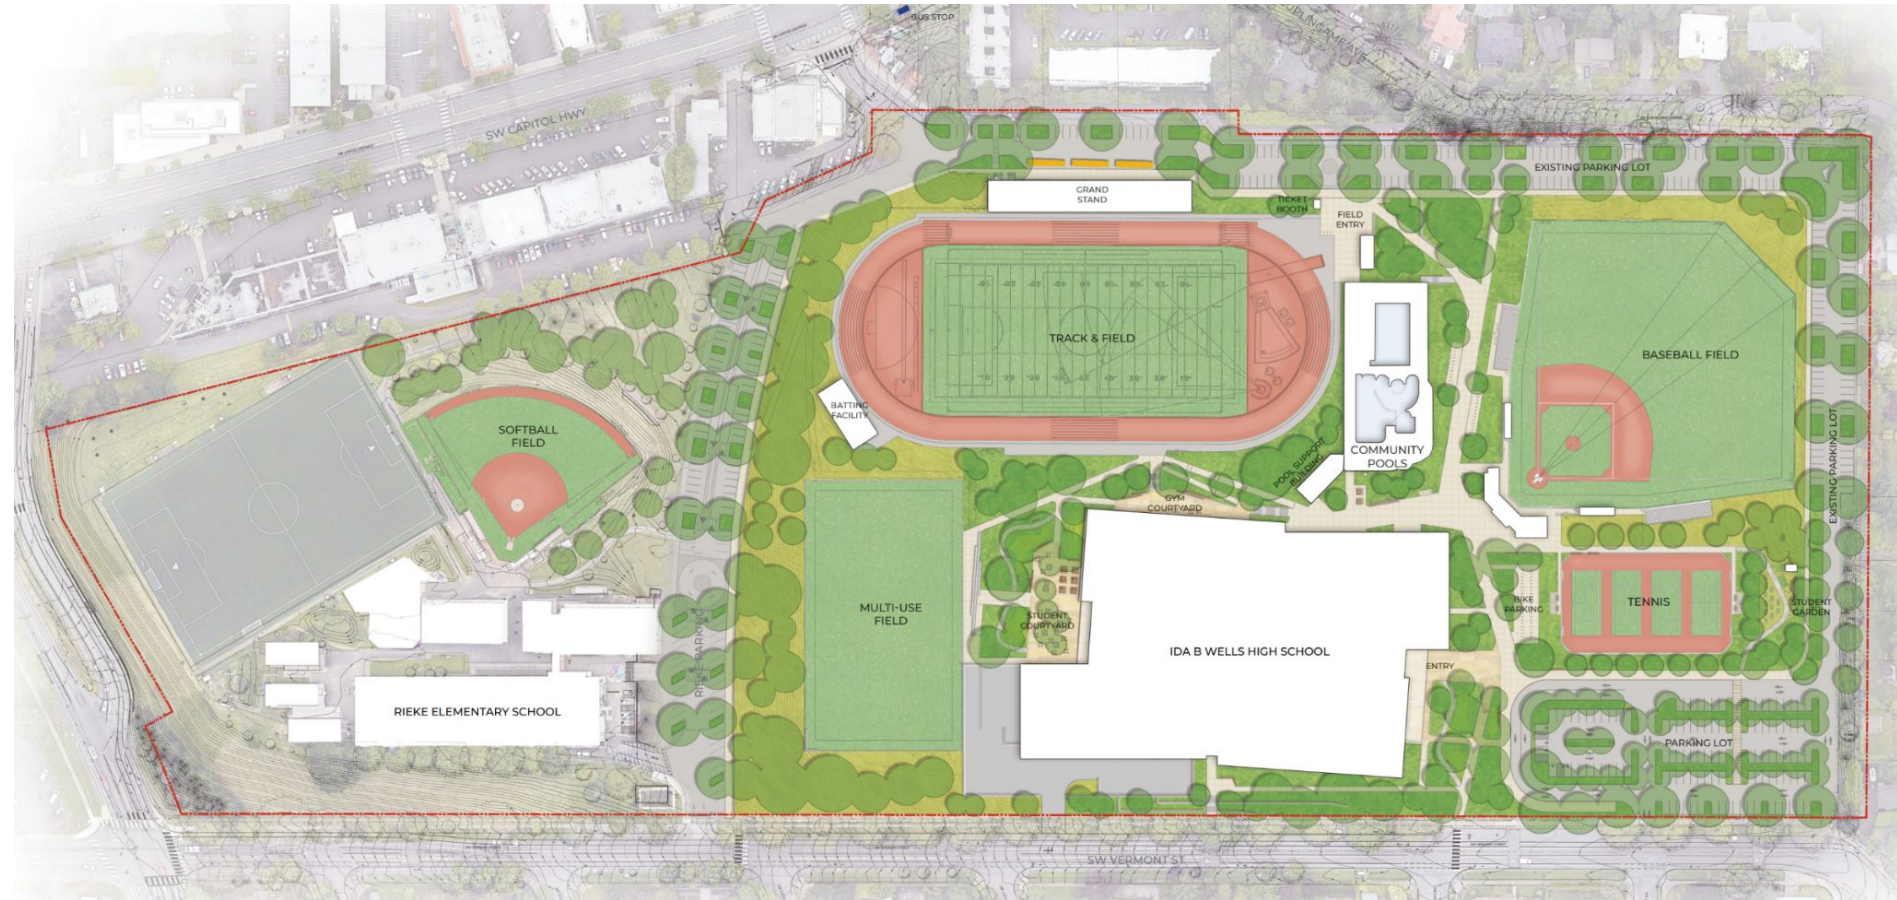 BUS STOP
SW CAPITOL HWY
EXISTING PARKING LOT
GRAND
STAND
TICKET
BOOTH
FIELD
ENTRY
TRACK & FIELD
BASEBALL FIELD
BATTING
FACILITY
SOFTBALL
FIELD
COMMUNITY
POOLS
POOL SUPPORT
BUILDING
EXISTING PARKING LOT
GYM
COURTYARD
MULTI-USE
FIELD
STUDENT
COURTYARD
BIKE
PARKING
TENNIS
STUDENT
GARDEN
IDA B WELLS HIGH SCHOOL
ENTRY
RIEKE ELEMENTARY SCHOOL
PARKING LOT
SW VERMONT ST